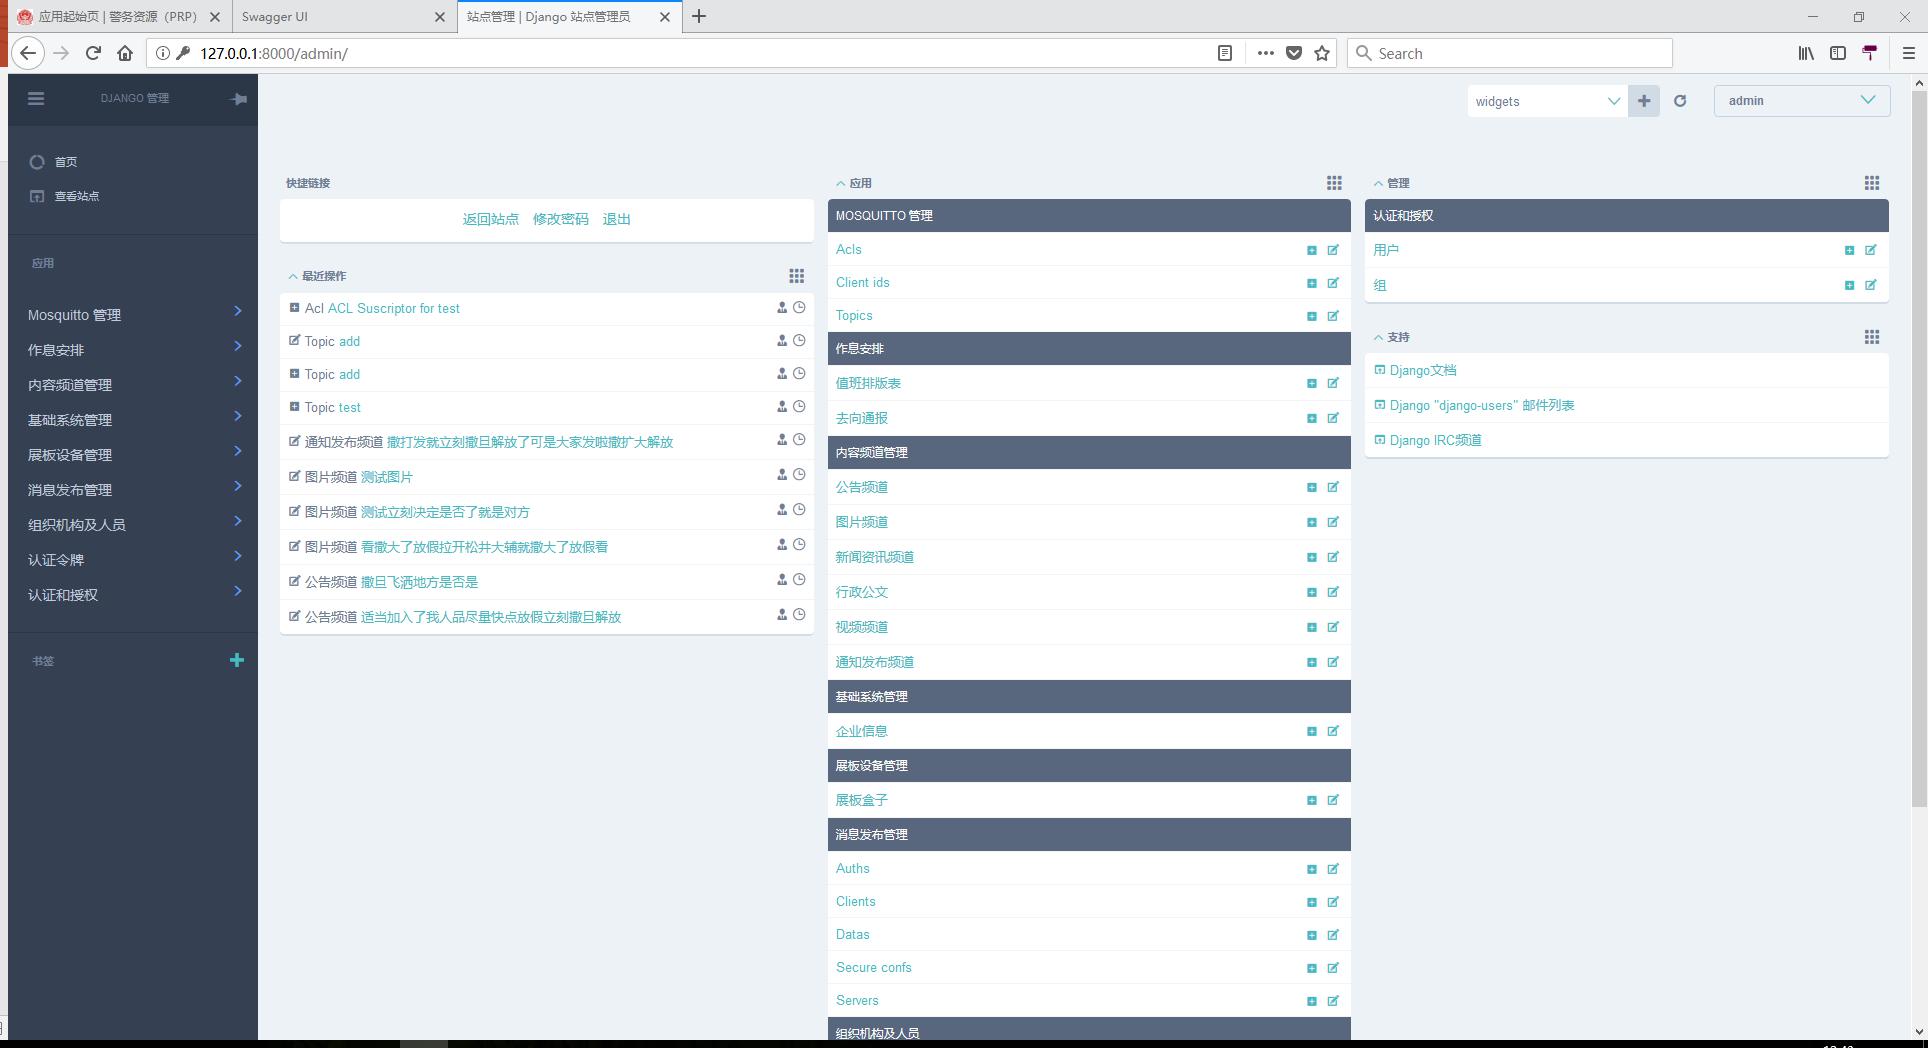 应用起始页 | 警务资源（PRP）
Swagger UI
站点管理 | Django 站点管理员
127.0.0.1:8000/admin/
Search
DJANGO 管理
首页
查看站点
应用
Mosquitto 管理
作息安排
内容频道管理
基础系统管理
展板设备管理
消息发布管理
组织机构及人员
认证令牌
认证和授权
书签
widgets
admin
快捷链接
返回站点 修改密码 退出
最近操作
Acl ACL Suscriptor for test
Topic add
Topic add
Topic test
通知发布频道 撒打发就立刻撒旦解放了可是大家发啦撒扩大解放
图片频道 测试图片
图片频道 测试立刻决定是否了就是对方
图片频道 看撒大了放假拉开松井大辅就撒大了放假看
公告频道 撒旦飞洒地方是否是
公告频道 适当加入了我人品尽量快点放假立刻撒旦解放
应用
MOSQUITTO 管理
Acls
Client ids
Topics
作息安排
值班排版表
去向通报
内容频道管理
公告频道
图片频道
新闻资讯频道
行政公文
视频频道
通知发布频道
基础系统管理
企业信息
展板设备管理
展板盒子
消息发布管理
Auths
Clients
Datas
Secure confs
Servers
组织机构及人员
管理
认证和授权
用户
组
支持
Django文档
Django "django-users" 邮件列表
Django IRC频道